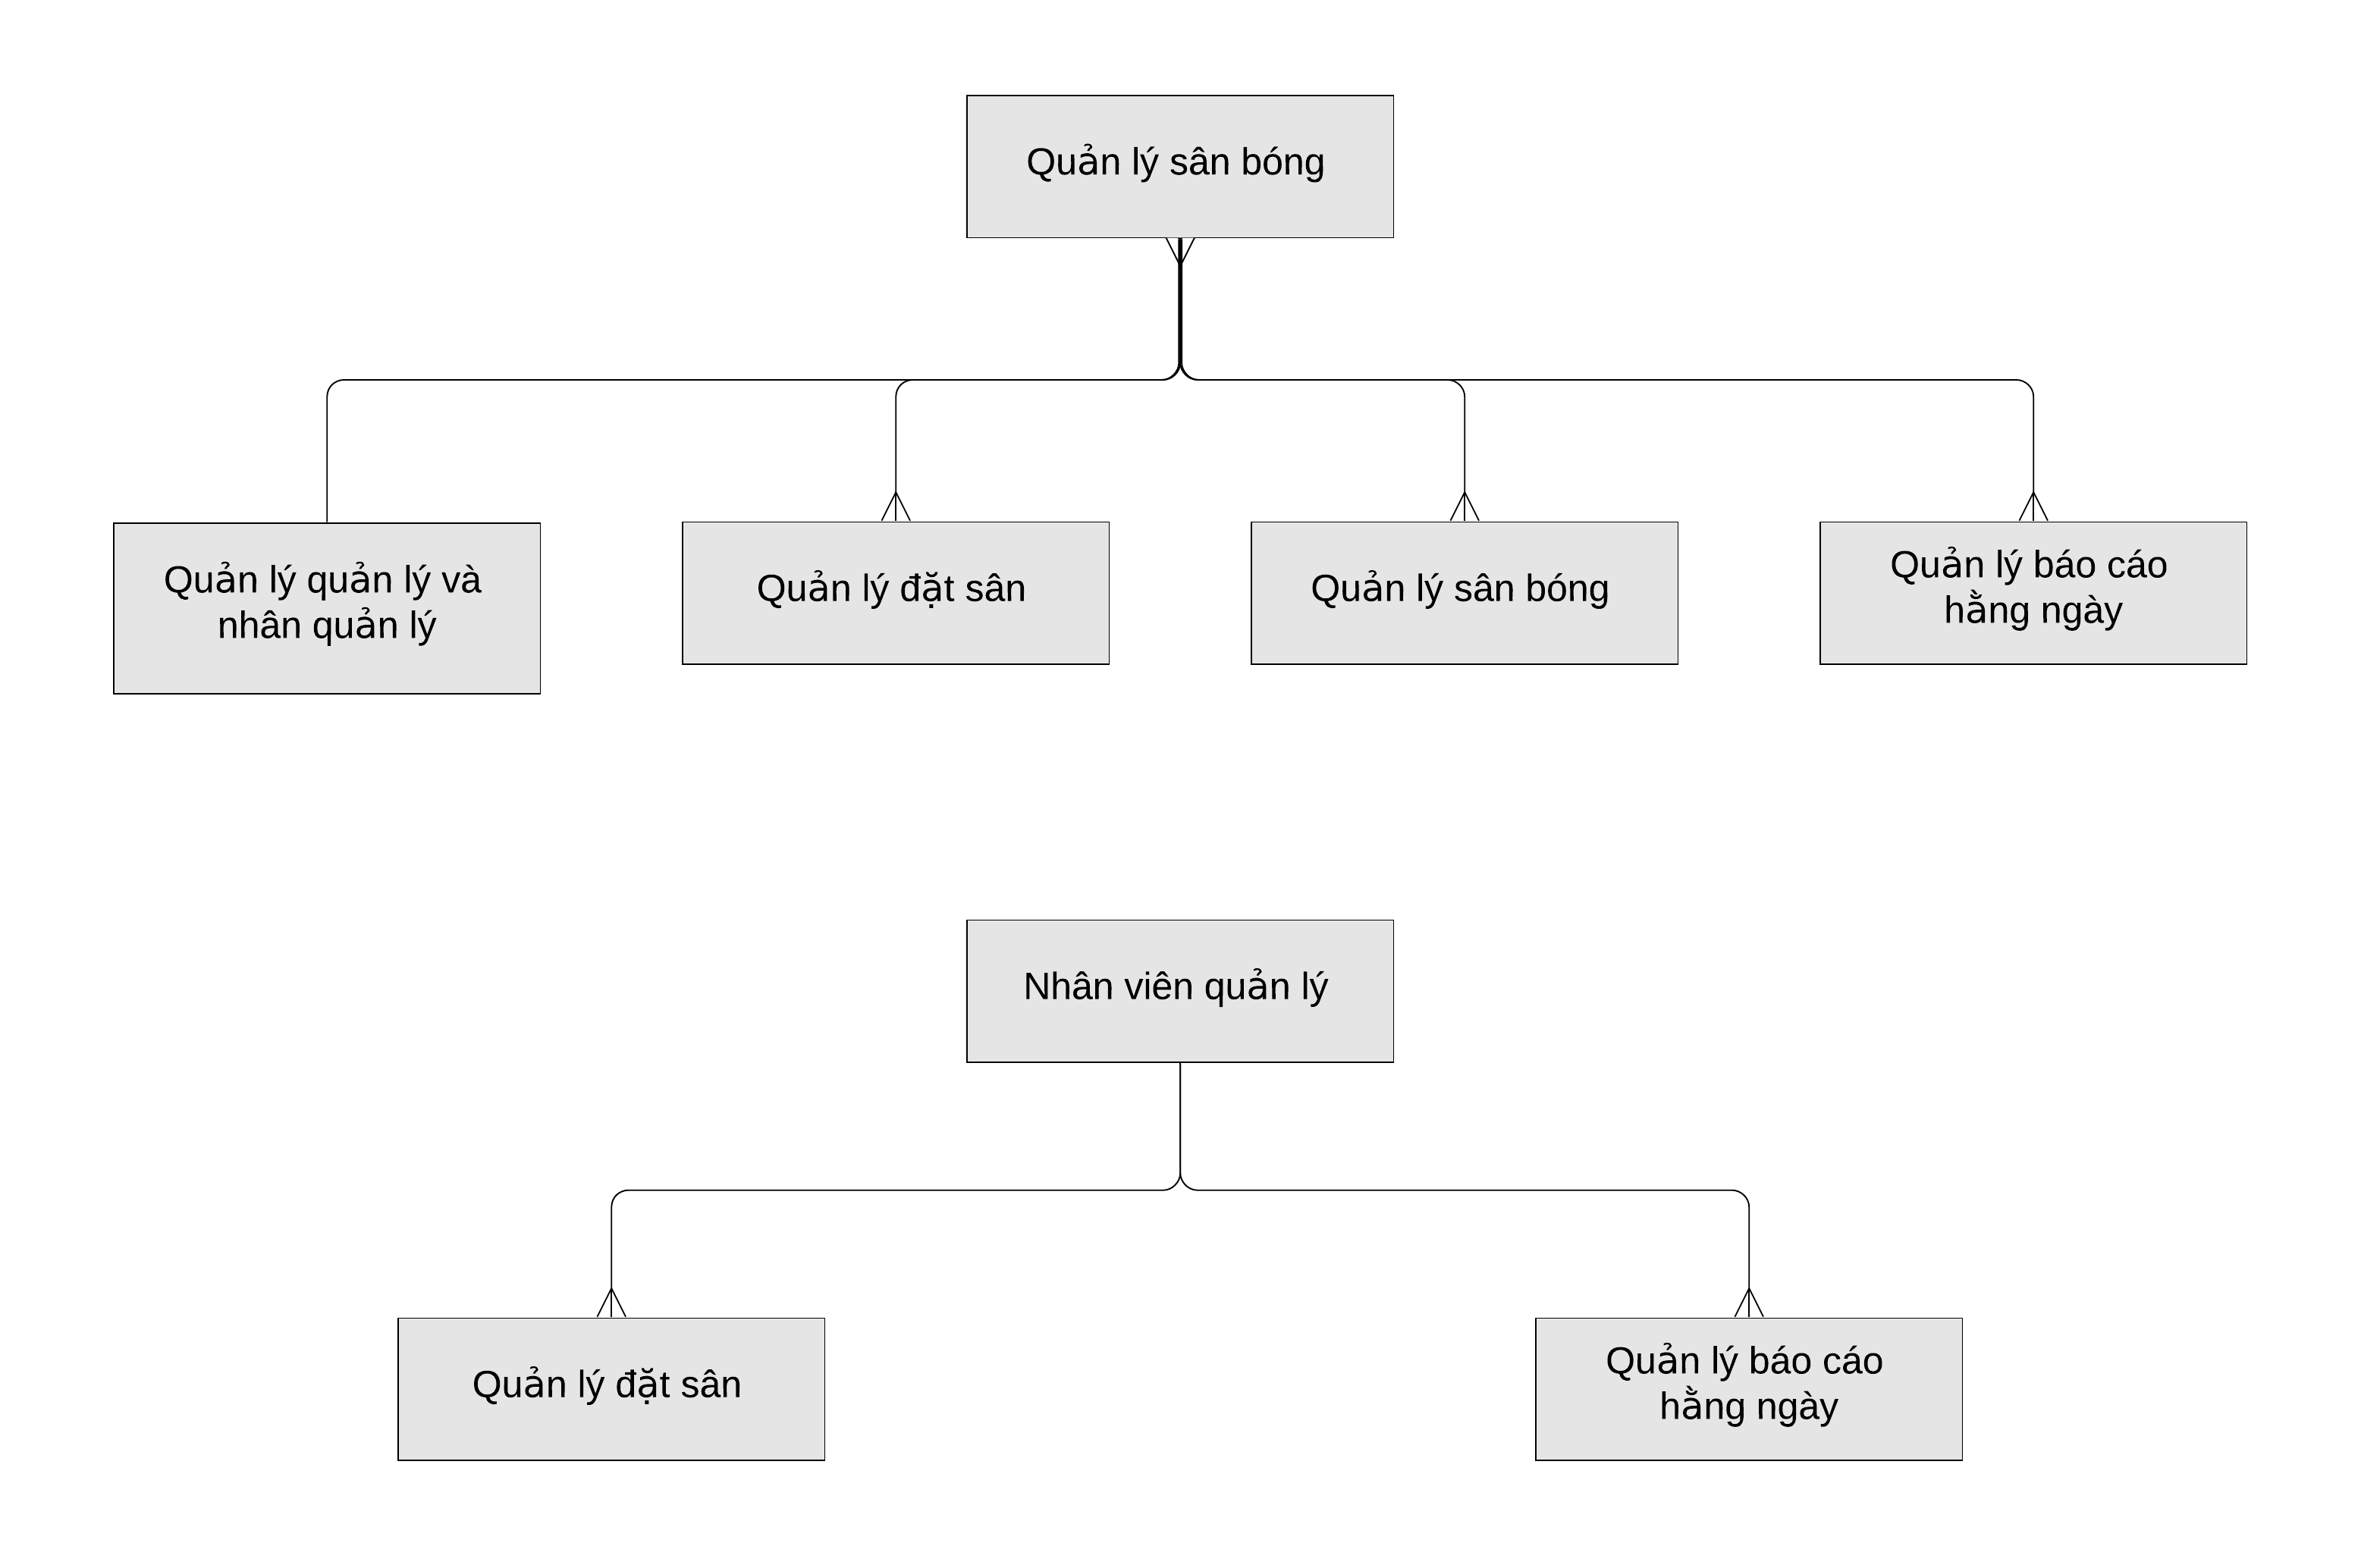 Quản lý sân bóng
Quản lý quản lý và
nhân quản lý
Quản lý đặt sân
Quản lý sân bóng
Quản lý báo cáo
hằng ngày
Nhân viên quản lý
Quản lý đặt sân
Quản lý báo cáo
hằng ngày